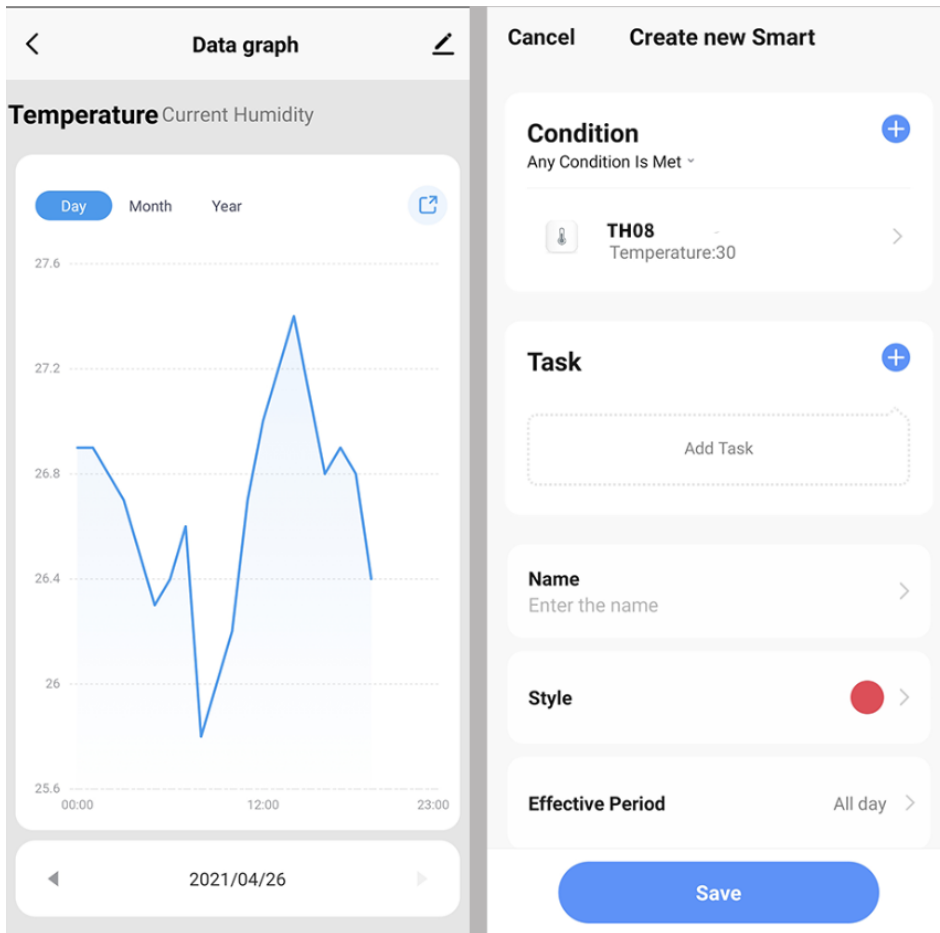 Data graph
Temperature Current Humidity
Day Month Year
27.6
27.2
26.8
26.4
26
25.6
00:00 12:00 23:00
2021/04/26
Cancel Create new Smart
Condition
Any Condition Is Met
TH08
Temperature:30
Task
Add Task
Name
Enter the name
Style
Effective Period All day
Save